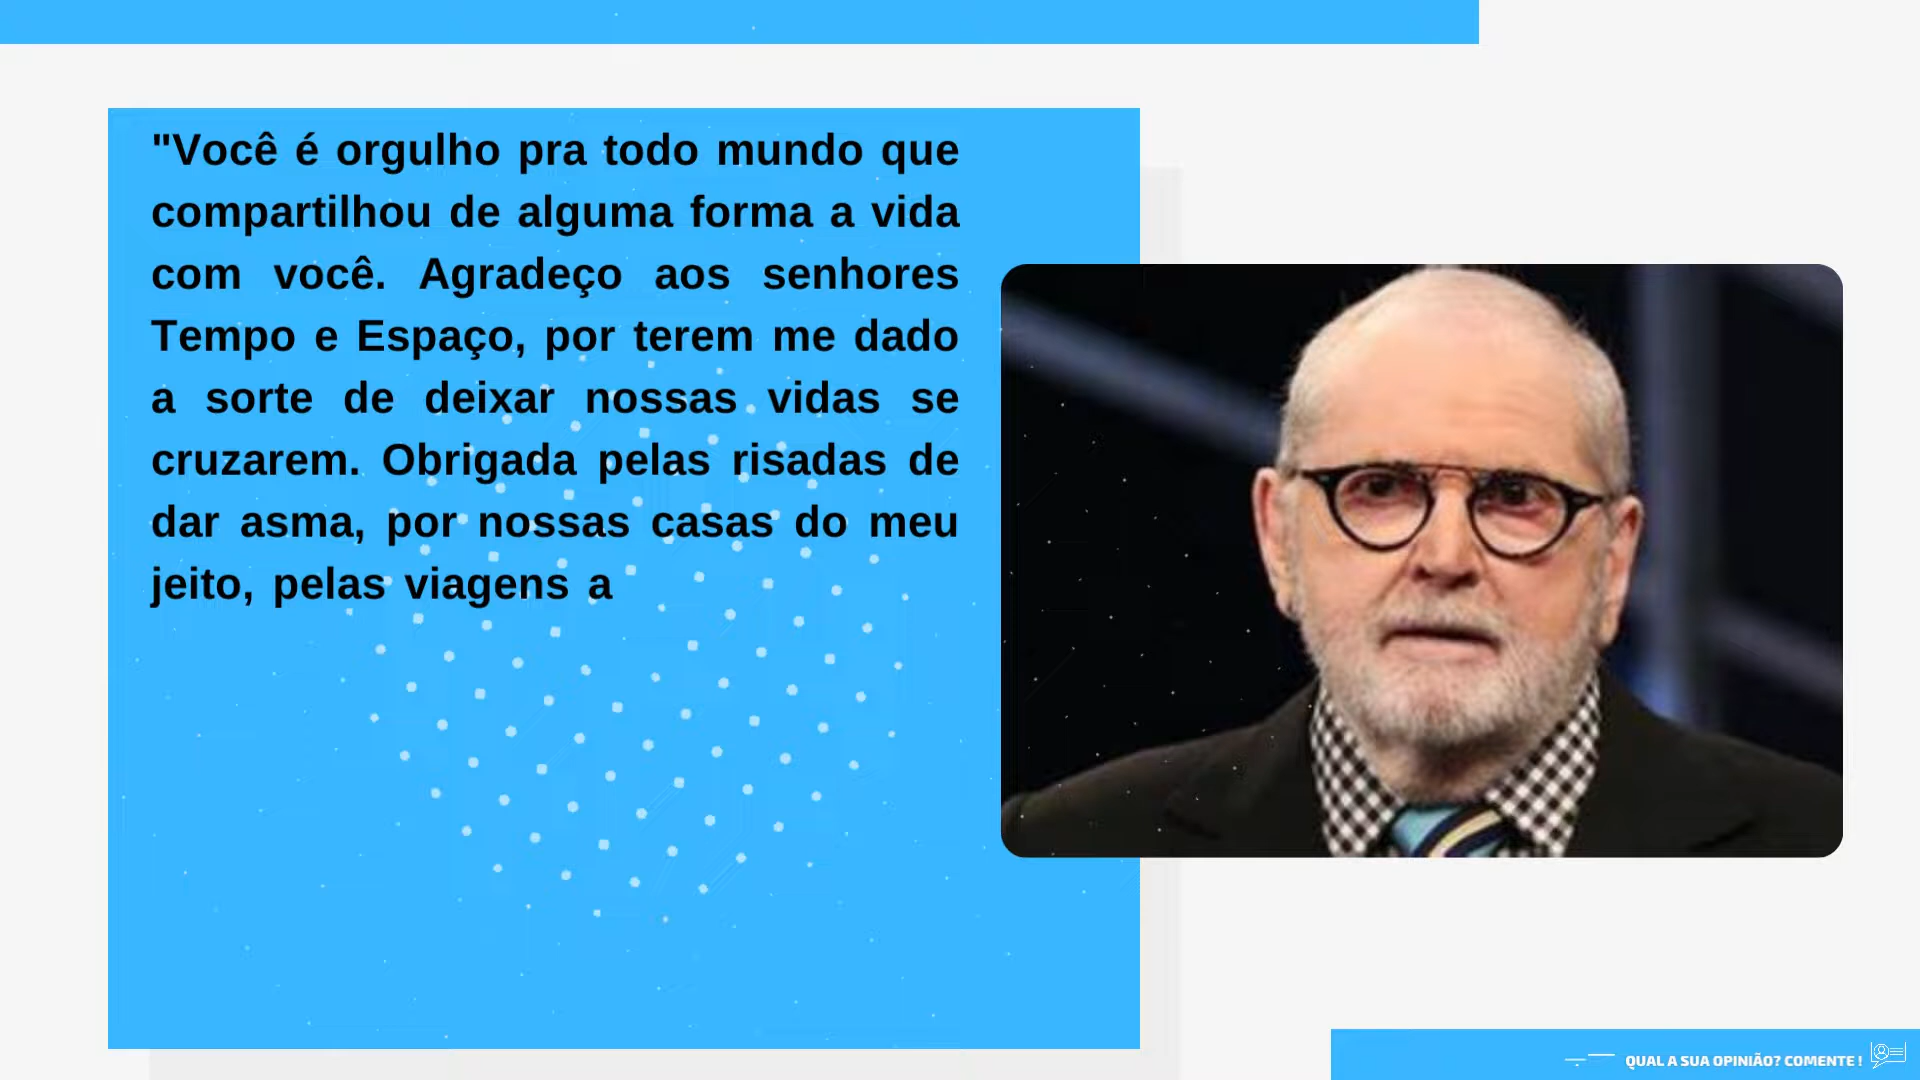 "Você é orgulho pra todo mundo que
compartilhou de alguma forma a vida
com você. Agradeço aos senhores
Tempo e Espaço, por terem me dado
a sorte de deixar nossas vidas se
cruzarem. Obrigada pelas risadas de
dar asma, por nossas casas do meu
jeito, pelas viagens a
QUAL A SUA OPINIÃO? COMENTE !